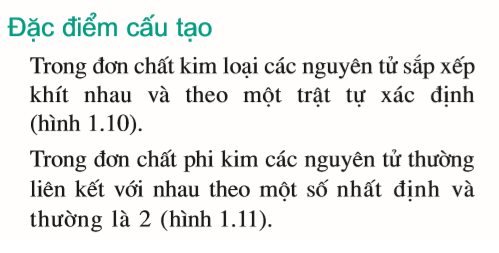 Đặc điểm cấu tạo
Trong đơn chất kim loại các nguyên tử sắp xếp
khít nhau và theo một trật tự xác định
(hình 1.10).
Trong đơn chất phi kim các nguyên tử thường
liên kết với nhau theo một số nhất định và
thường là 2 (hình 1.11).